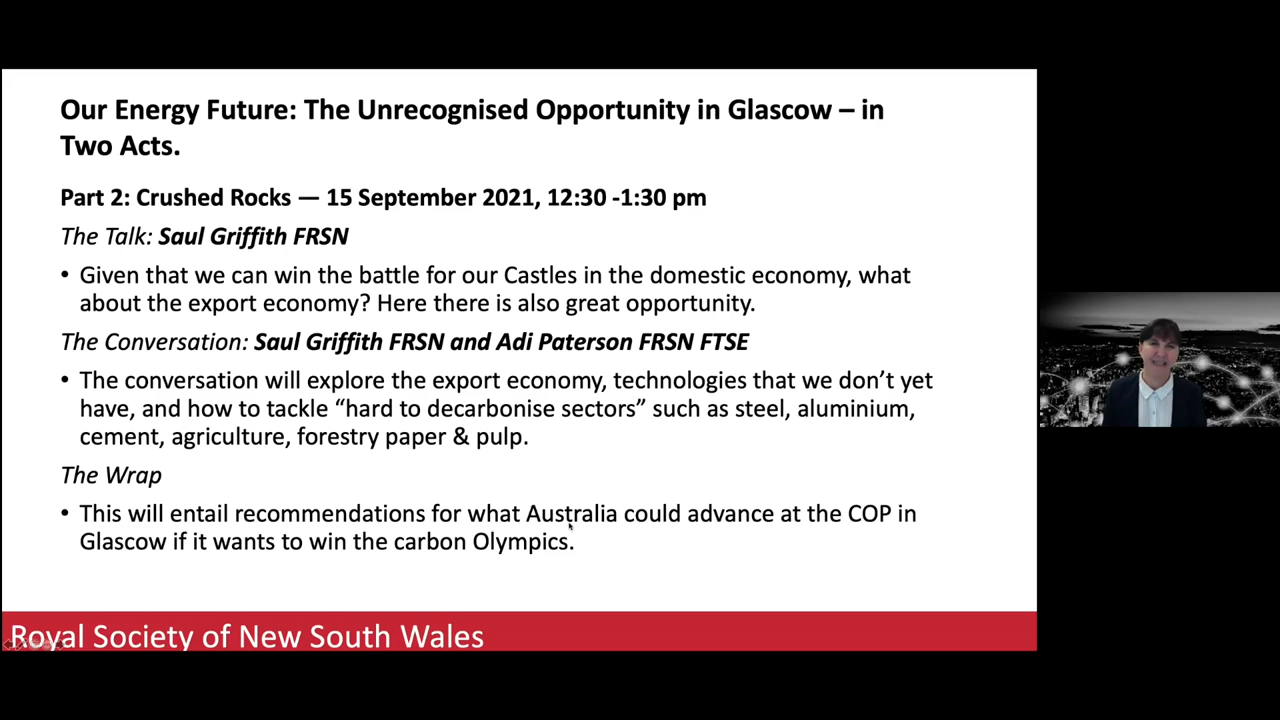 Our Energy Future: The Unrecognised Opportunity in Glascow – in
Two Acts.
Part 2: Crushed Rocks — 15 September 2021, 12:30 -1:30 pm
The Talk: Saul Griffith FRSN
• Given that we can win the battle for our Castles in the domestic economy, what
about the export economy? Here there is also great opportunity.
The Conversation: Saul Griffith FRSN and Adi Paterson FRSN FTSE
• The conversation will explore the export economy, technologies that we don’t yet
have, and how to tackle “hard to decarbonise sectors” such as steel, aluminium,
cement, agriculture, forestry paper & pulp.
The Wrap
• This will entail recommendations for what Australia could advance at the COP in
Glascow if it wants to win the carbon Olympics.
Royal Society of New South Wales